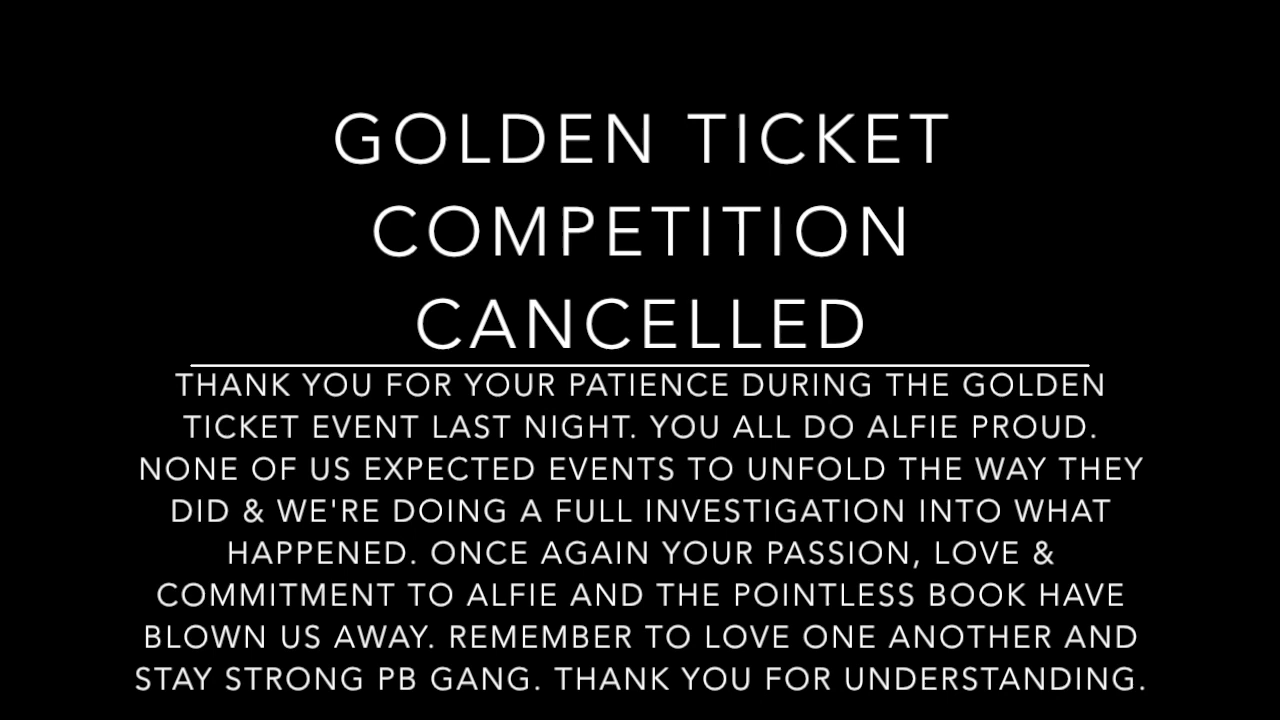 GOLDEN TICKET
COMPETITION
CANCELLED
THANK YOU FOR YOUR PATIENCE DURING THE GOLDEN
TICKET EVENT LAST NIGHT. YOU ALL DO ALFIE PROUD.
NONE OF US EXPECTED EVENTS TO UNFOLD THE WAY THEY
DID & WE'RE DOING A FULL INVESTIGATION INTO WHAT
HAPPENED. ONCE AGAIN YOUR PASSION, LOVE &
COMMITMENT TO ALFIE AND THE POINTLESS BOOK HAVE
BLOWN US AWAY. REMEMBER TO LOVE ONE ANOTHER AND
STAY STRONG PB GANG. THANK YOU FOR UNDERSTANDING.